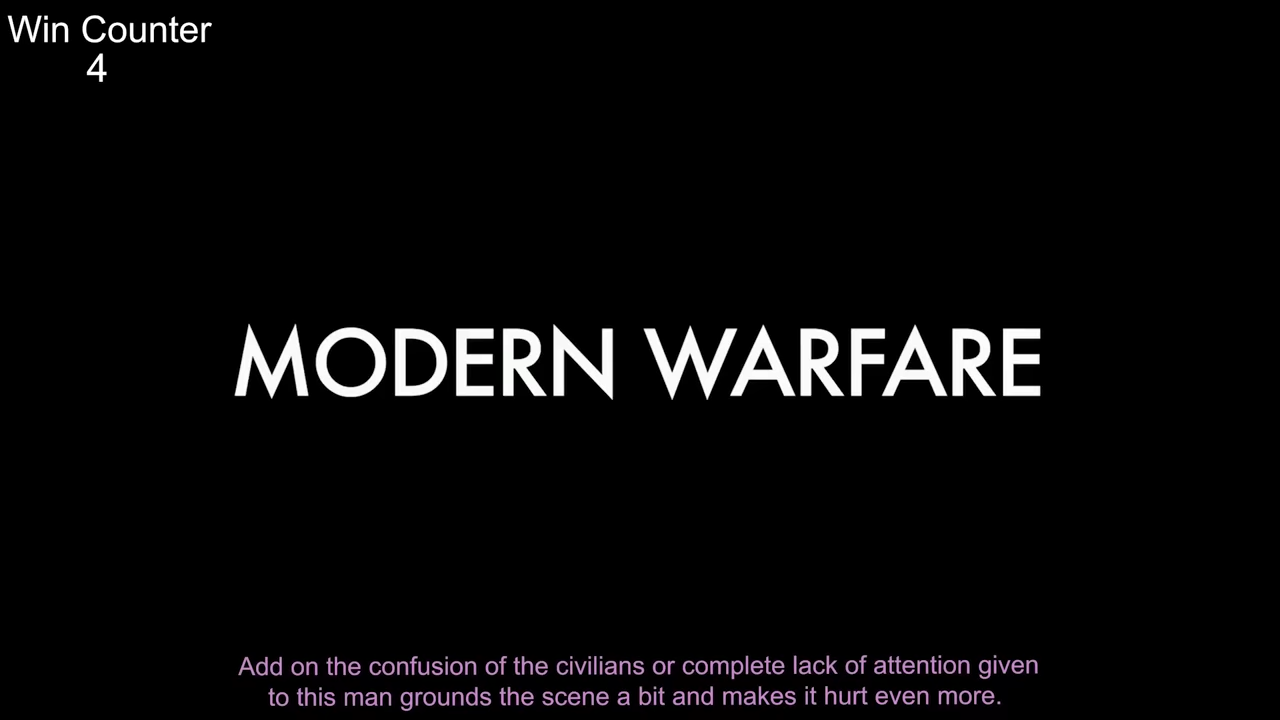 Win Counter
4
MODERN WARFARE
Add on the confusion of the civilians or complete lack of attention given
to this man grounds the scene a bit and makes it hurt even more.